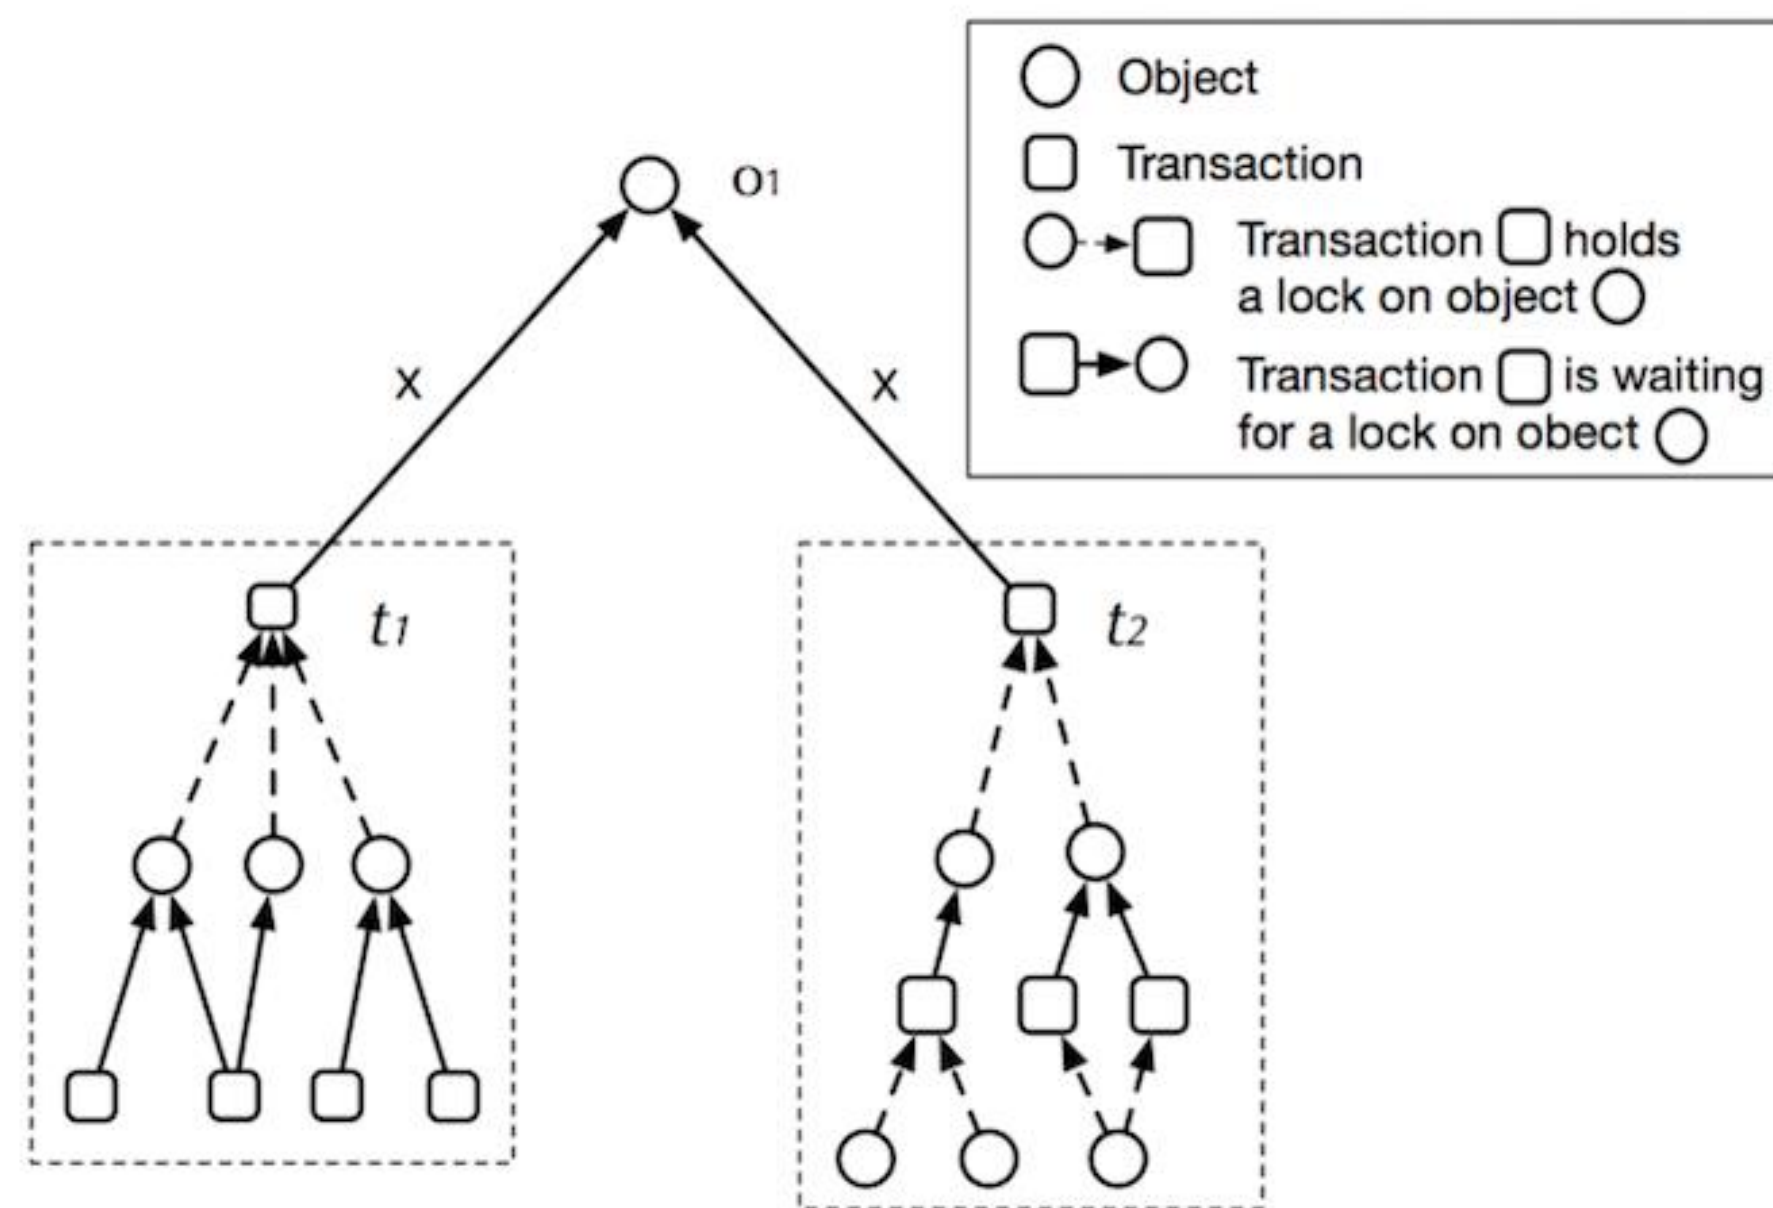 Object
Transaction
O1
Transaction holds
a lock on object
Transaction is waiting
for a lock on obect
X X
t1
t2